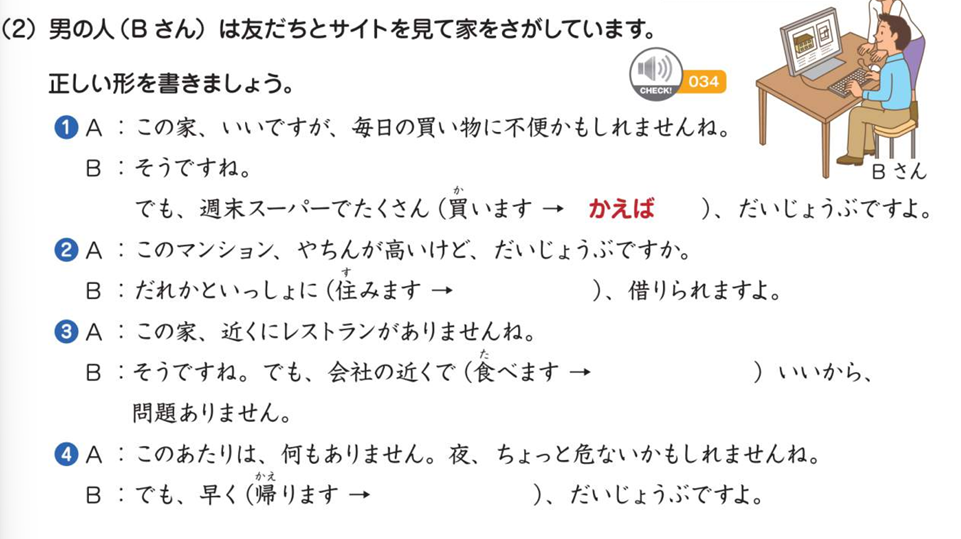 (2) 男の人(Bさん)は友だちとサイトを見て家をさがしています。
正しい形を書きましょう。
CHECK! 034
Bさん
1 A:この家、いいですが、毎日の買い物に不便かもしれませんね。
B:そうですね。
でも、週末スーパーでたくさん(買います → かえば )、だいじょうぶですよ。
か
2 A:このマンション、やちんが高いけど、だいじょうぶですか。
B:だれかといっしょに(住みます → )、借りられますよ。
す
3 A:この家、近くにレストランがありませんね。
B:そうですね。でも、会社の近くで(食べます → )いいから、
た
問題ありません。
4 A:このあたりは、何もありません。夜、ちょっと危ないかもしれませんね。
B:でも、早く(帰ります → )、だいじょうぶですよ。
かえ